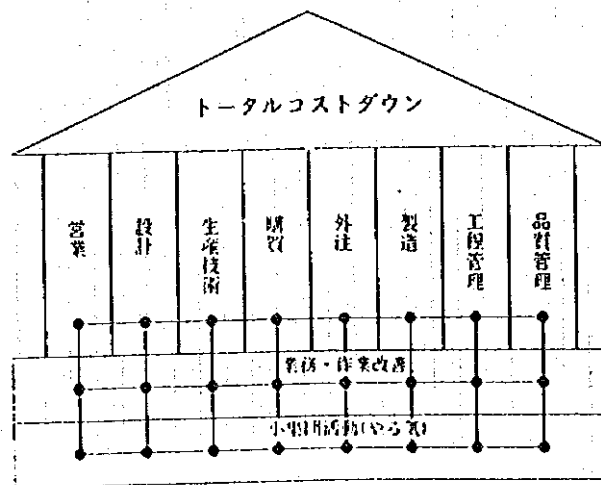 トータルコストダウン
営業
設計
生産技術
購買
外注
製造
工程管理
品質管理
業務・作業改善
小集団活動(やる気)